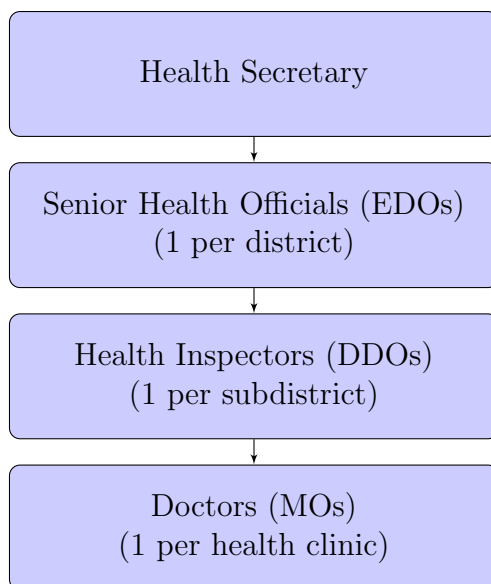 Health Secretary
Senior Health Officials (EDOs)
(1 per district)
Health Inspectors (DDOs)
(1 per subdistrict)
Doctors (MOs)
(1 per health clinic)